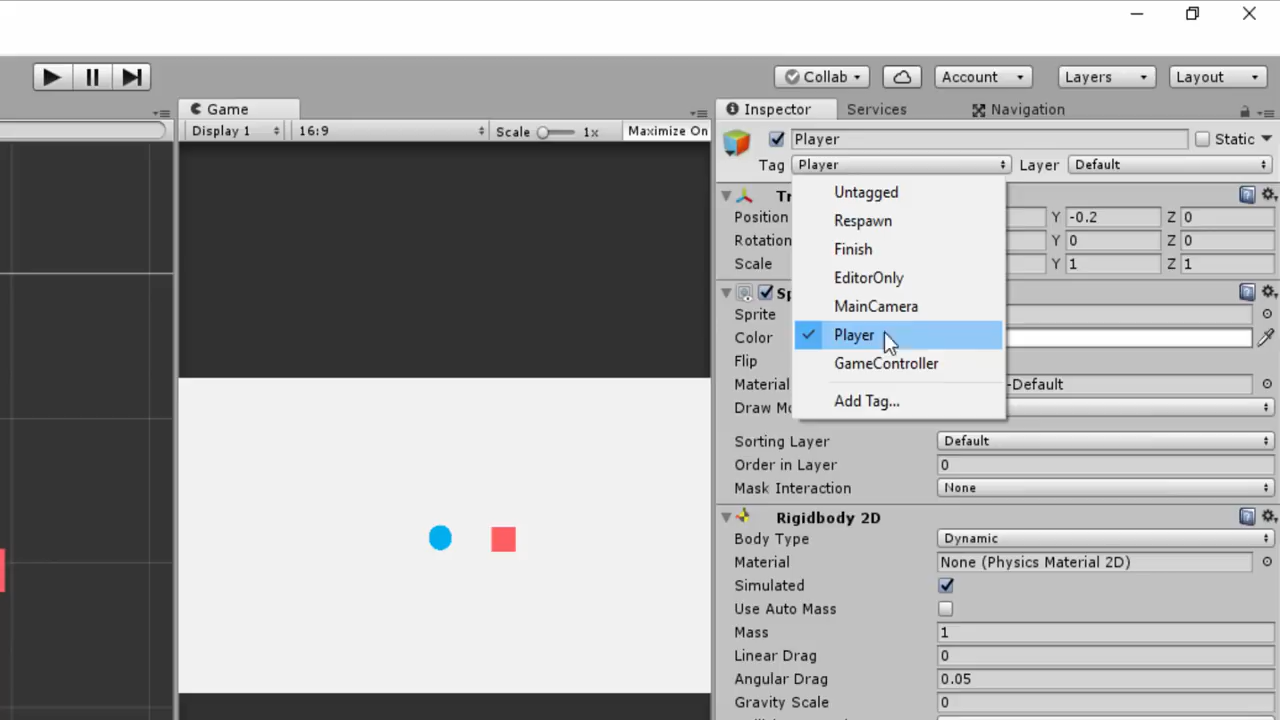 Collab Account Layers Layout
Game Inspector Services Navigation
Display 1 16:9 Scale 1x Maximize On
Player Static
Tag Player Layer Default
Untagged
Respawn
Finish
EditorOnly
MainCamera
Player
GameController
Add Tag...
Tr
Position Y -0.2 Z 0
Rotation Y 0 Z 0
Scale Y 1 Z 1
Sp
Sprite
Color
Flip
Material -Default
Draw Mo
Sorting Layer Default
Order in Layer 0
Mask Interaction None
Rigidbody 2D
Body Type Dynamic
Material None (Physics Material 2D)
Simulated
Use Auto Mass
Mass 1
Linear Drag 0
Angular Drag 0.05
Gravity Scale 0